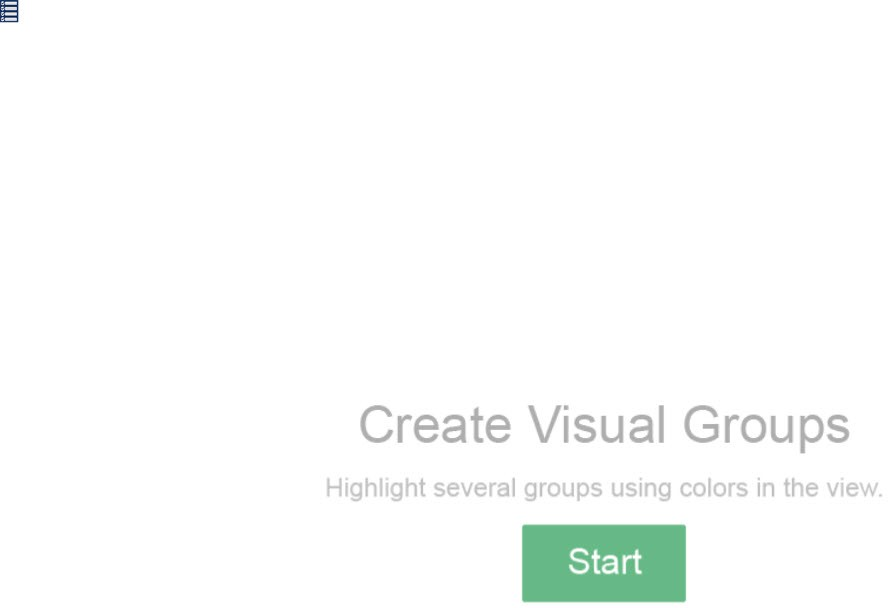 Create Visual Groups
Highlight several groups using colors in the view.
Start